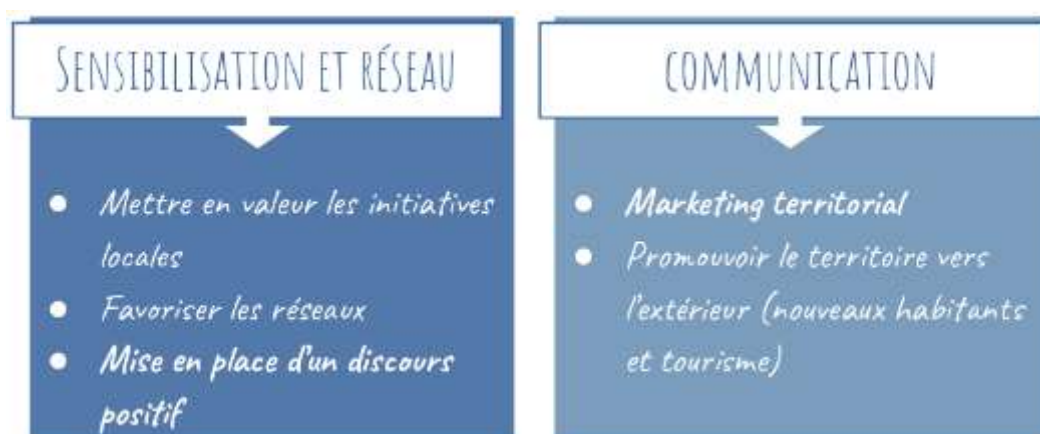 SENSIBILISATION ET RÉSEAU
• Mettre en valeur les initiatives
locales
• Favoriser les réseaux
• Mise en place d'un discours
positif
COMMUNICATION
• Marketing territorial
• Promouvoir le territoire vers
l'extérieur (nouveaux habitants
et tourisme)